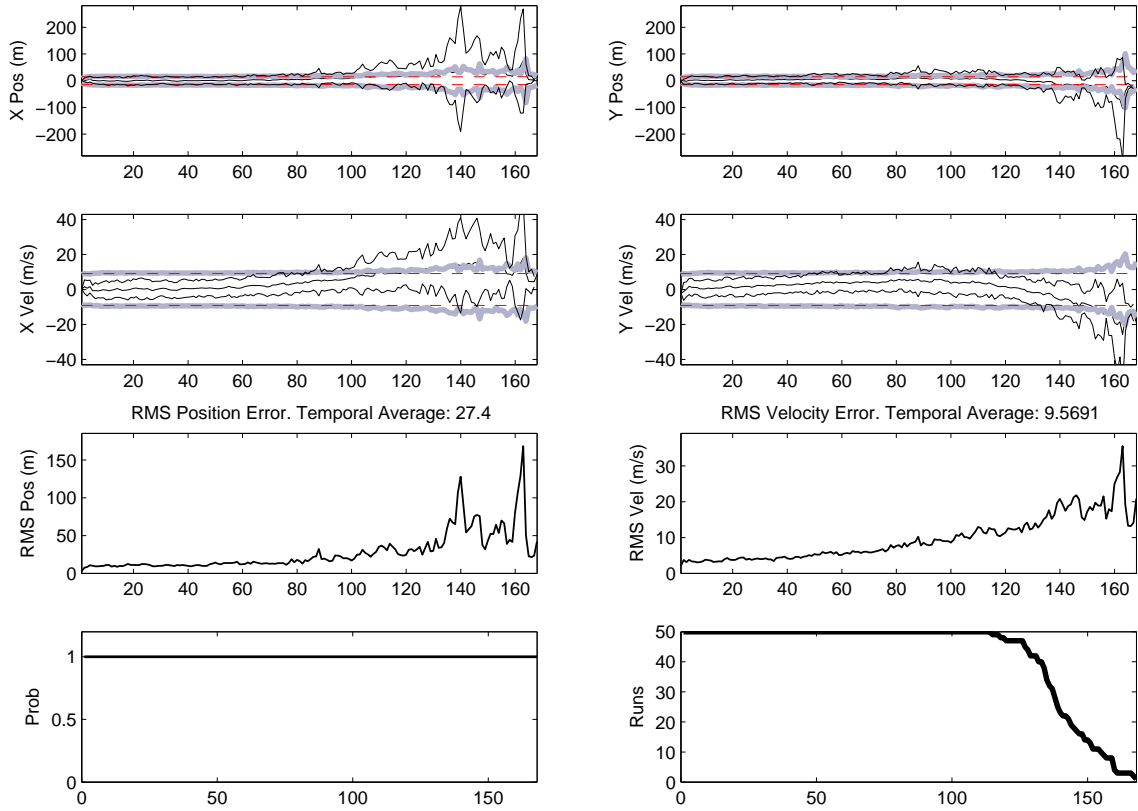 X Pos (m)
200
100
0
−100
−200
20 40 60 80 100 120 140 160
Y Pos (m)
200
100
0
−100
−200
20 40 60 80 100 120 140 160
X Vel (m/s)
40
20
0
−20
−40
20 40 60 80 100 120 140 160
Y Vel (m/s)
40
20
0
−20
−40
20 40 60 80 100 120 140 160
RMS Position Error. Temporal Average: 27.4
RMS Pos (m)
150
100
50
0
20 40 60 80 100 120 140 160
RMS Velocity Error. Temporal Average: 9.5691
RMS Vel (m/s)
30
20
10
0
20 40 60 80 100 120 140 160
Prob
1
0.5
0
0 50 100 150
Runs
50
40
30
20
10
0
0 50 100 150